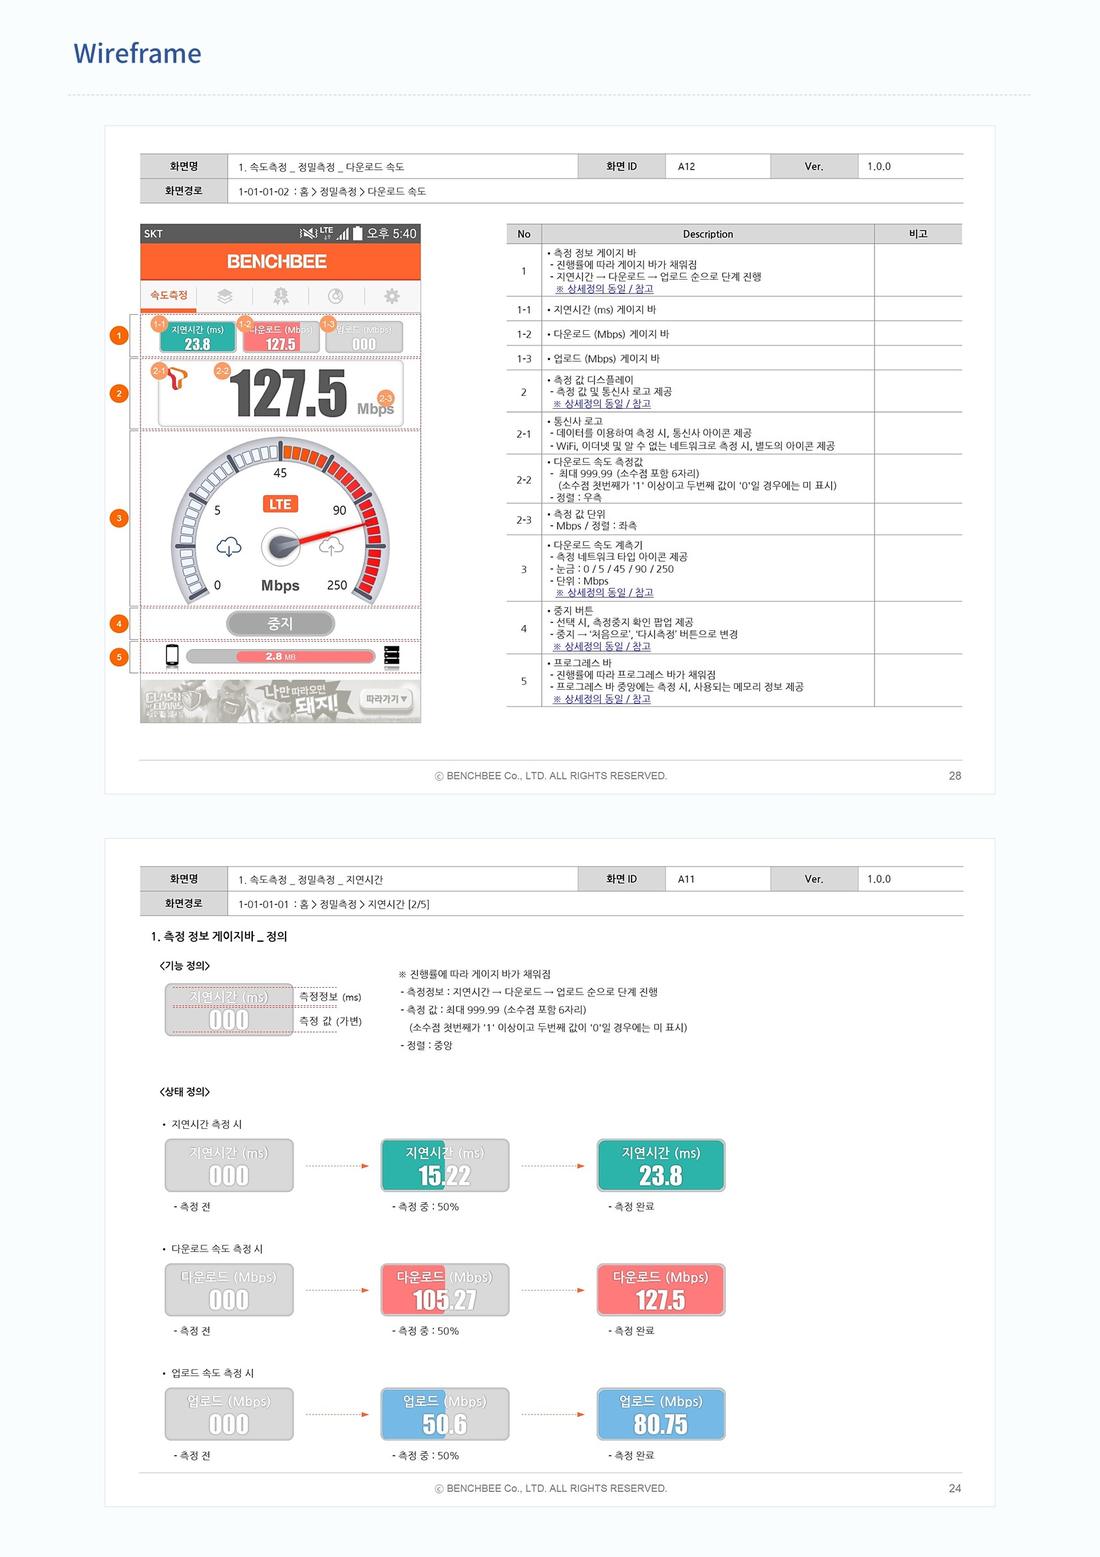 Wireframe
화면명 1. 속도측정 _ 정밀측정 _ 다운로드 속도 화면 ID A12 Ver. 1.0.0
화면경로 1-01-01-02 : 홈 > 정밀측정 > 다운로드 속도
SKT LTE 오후 5:40
BENCHBEE
속도측정
1
1-1 지연시간 (ms) 1-2 다운로드 (Mbps) 1-3 업로드 (Mbps)
23.8 127.5 000
2
2-1 2-2 127.5 2-3 Mbps
3
45
LTE
5 90
0 Mbps 250
4 중지
5 2.8 MB
CLASH OF CLANS
나만 따라오면
돼지!
따라가기 ▼
No Description 비고
1
• 측정 정보 게이지 바
- 진행률에 따라 게이지 바가 채워짐
- 지연시간 → 다운로드 → 업로드 순으로 단계 진행
※ 상세정의 동일 / 참고
1-1 • 지연시간 (ms) 게이지 바
1-2 • 다운로드 (Mbps) 게이지 바
1-3 • 업로드 (Mbps) 게이지 바
2
• 측정 값 디스플레이
- 측정 값 및 통신사 로고 제공
※ 상세정의 동일 / 참고
2-1
• 통신사 로고
- 데이터를 이용하여 측정 시, 통신사 아이콘 제공
- WiFi, 이더넷 및 알 수 없는 네트워크로 측정 시, 별도의 아이콘 제공
2-2
• 다운로드 속도 측정값
- 최대 999.99 (소수점 포함 6자리)
(소수점 첫번째가 '1' 이상이고 두번째 값이 '0'일 경우에는 미 표시)
- 정렬 : 우측
2-3
• 측정 값 단위
- Mbps / 정렬 : 좌측
3
• 다운로드 속도 계측기
- 측정 네트워크 타입 아이콘 제공
- 눈금 : 0 / 5 / 45 / 90 / 250
- 단위 : Mbps
※ 상세정의 동일 / 참고
4
• 중지 버튼
- 선택 시, 측정중지 확인 팝업 제공
- 중지 → '처음으로', '다시측정' 버튼으로 변경
※ 상세정의 동일 / 참고
5
• 프로그레스 바
- 진행률에 따라 프로그레스 바가 채워짐
- 프로그레스 바 중앙에는 측정 시, 사용되는 메모리 정보 제공
※ 상세정의 동일 / 참고
ⓒ BENCHBEE Co., LTD. ALL RIGHTS RESERVED. 28
화면명 1. 속도측정 _ 정밀측정 _ 지연시간 화면 ID A11 Ver. 1.0.0
화면경로 1-01-01-01 : 홈 > 정밀측정 > 지연시간 [2/5]
1. 측정 정보 게이지바 _ 정의
<기능 정의>
지연시간 (ms) 측정정보 (ms)
000 측정 값 (가변)
※ 진행률에 따라 게이지 바가 채워짐
- 측정정보 : 지연시간 → 다운로드 → 업로드 순으로 단계 진행
- 측정 값 : 최대 999.99 (소수점 포함 6자리)
(소수점 첫번째가 '1' 이상이고 두번째 값이 '0'일 경우에는 미 표시)
- 정렬 : 중앙
<상태 정의>
• 지연시간 측정 시
지연시간 (ms) 지연시간 (ms) 지연시간 (ms)
000 15.22 23.8
- 측정 전 - 측정 중 : 50% - 측정 완료
• 다운로드 속도 측정 시
다운로드 (Mbps) 다운로드 (Mbps) 다운로드 (Mbps)
000 105.27 127.5
- 측정 전 - 측정 중 : 50% - 측정 완료
• 업로드 속도 측정 시
업로드 (Mbps) 업로드 (Mbps) 업로드 (Mbps)
000 50.6 80.75
- 측정 전 - 측정 중 : 50% - 측정 완료
ⓒ BENCHBEE Co., LTD. ALL RIGHTS RESERVED. 24